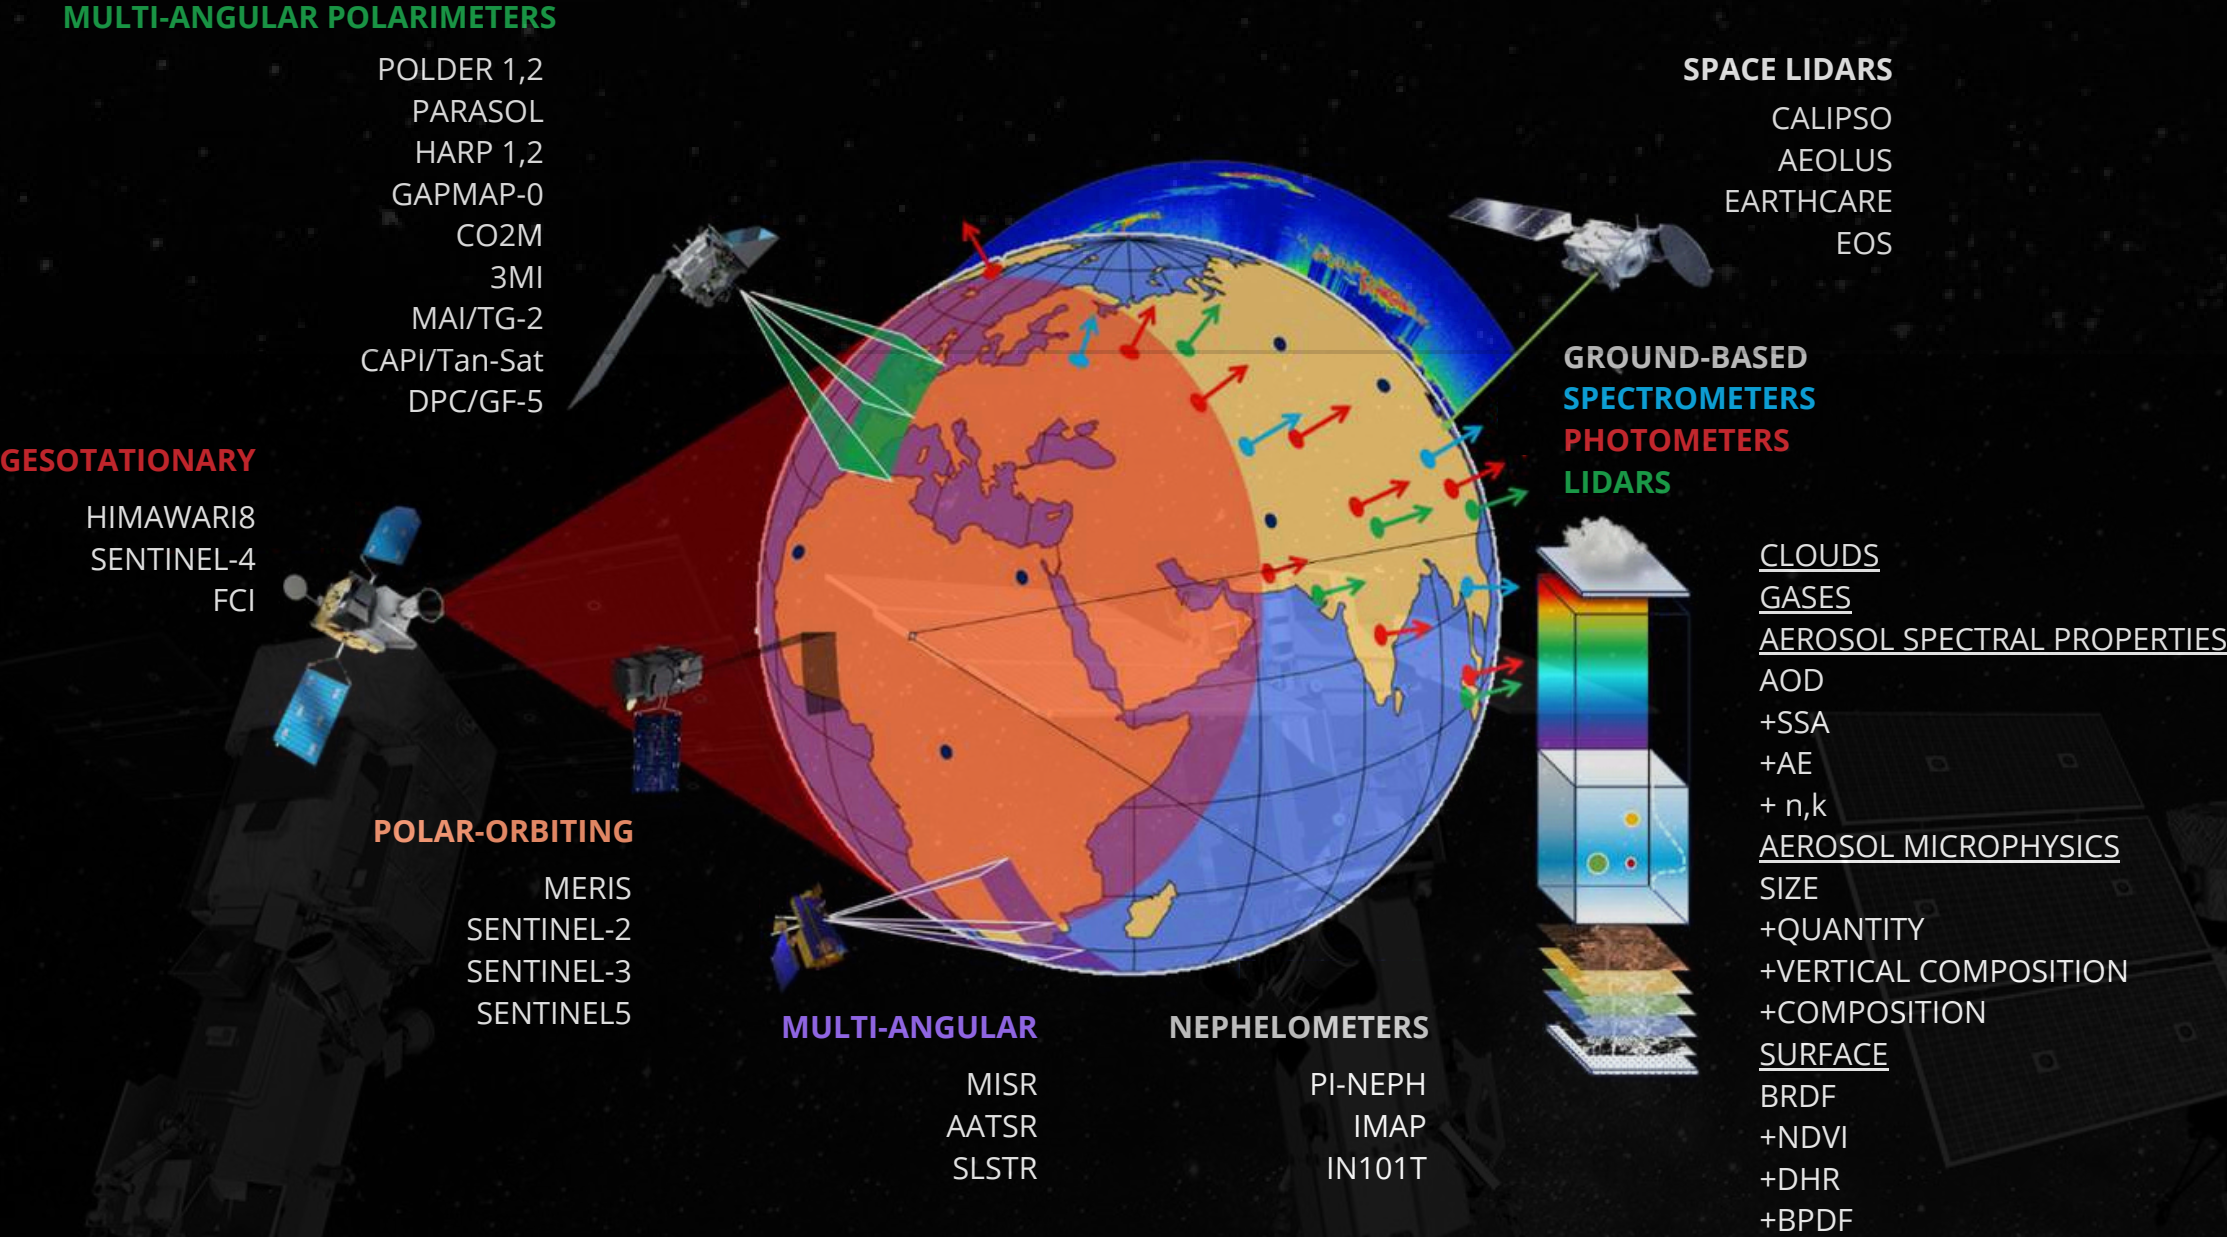 MULTI-ANGULAR POLARIMETERS
POLDER 1,2
PARASOL
HARP 1,2
GAPMAP-0
CO2M
3MI
MAI/TG-2
CAPI/Tan-Sat
DPC/GF-5
SPACE LIDARS
CALIPSO
AEOLUS
EARTHCARE
EOS
GROUND-BASED
SPECTROMETERS
PHOTOMETERS
LIDARS
GESOTATIONARY
HIMAWARI8
SENTINEL-4
FCI
POLAR-ORBITING
MERIS
SENTINEL-2
SENTINEL-3
SENTINEL5
MULTI-ANGULAR
MISR
AATSR
SLSTR
NEPHELOMETERS
PI-NEPH
IMAP
IN101T
CLOUDS
GASES
AEROSOL SPECTRAL PROPERTIES
AOD
+SSA
+AE
+ n,k
AEROSOL MICROPHYSICS
SIZE
+QUANTITY
+VERTICAL COMPOSITION
+COMPOSITION
SURFACE
BRDF
+NDVI
+DHR
+BPDF